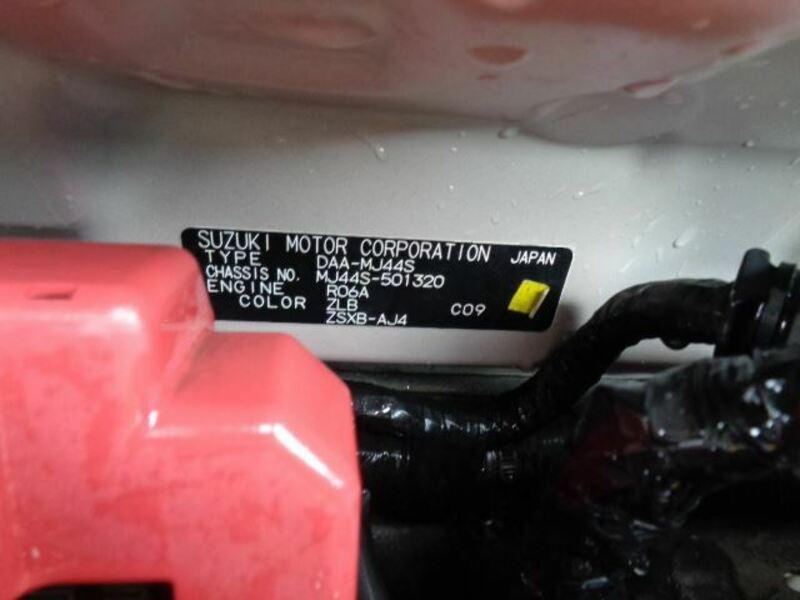 SUZUKI MOTOR CORPORATION JAPAN
TYPE DAA-MJ44S
CHASSIS NO. MJ44S-501320
ENGINE R06A
COLOR ZLB C09
ZSXB-AJ4